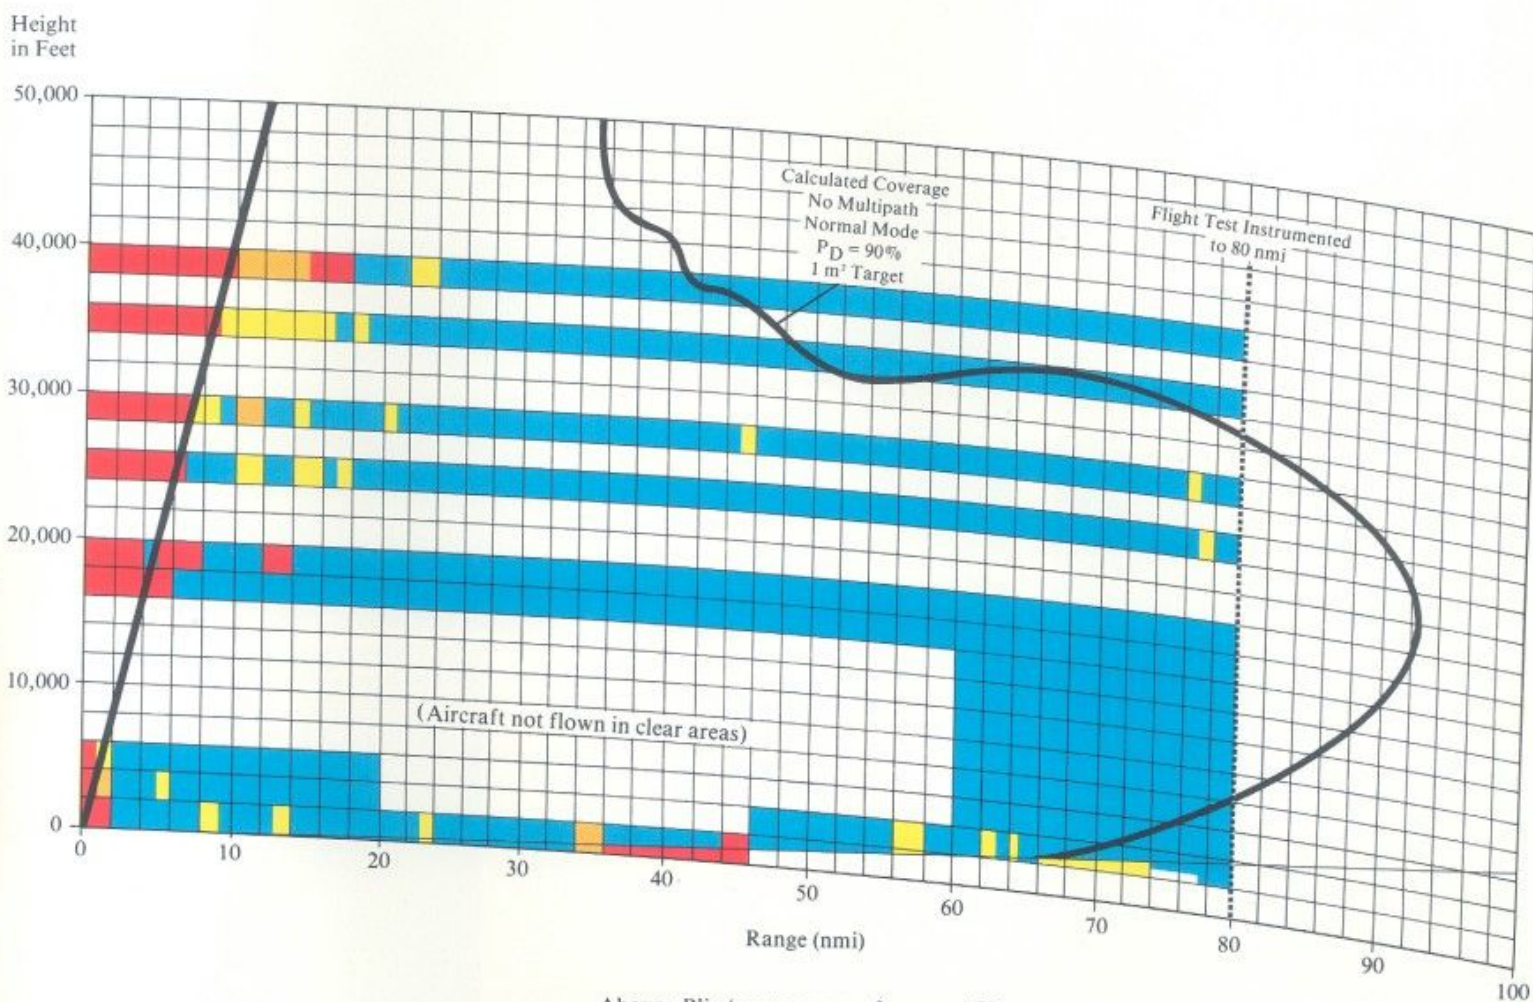 Height
in Feet
50,000
40,000
30,000
20,000
10,000
0
Calculated Coverage
No Multipath
Normal Mode
PD = 90%
1 m² Target
Flight Test Instrumented
to 80 nmi
(Aircraft not flown in clear areas)
0
10
20
30
40
50
60
70
80
90
100
Range (nmi)